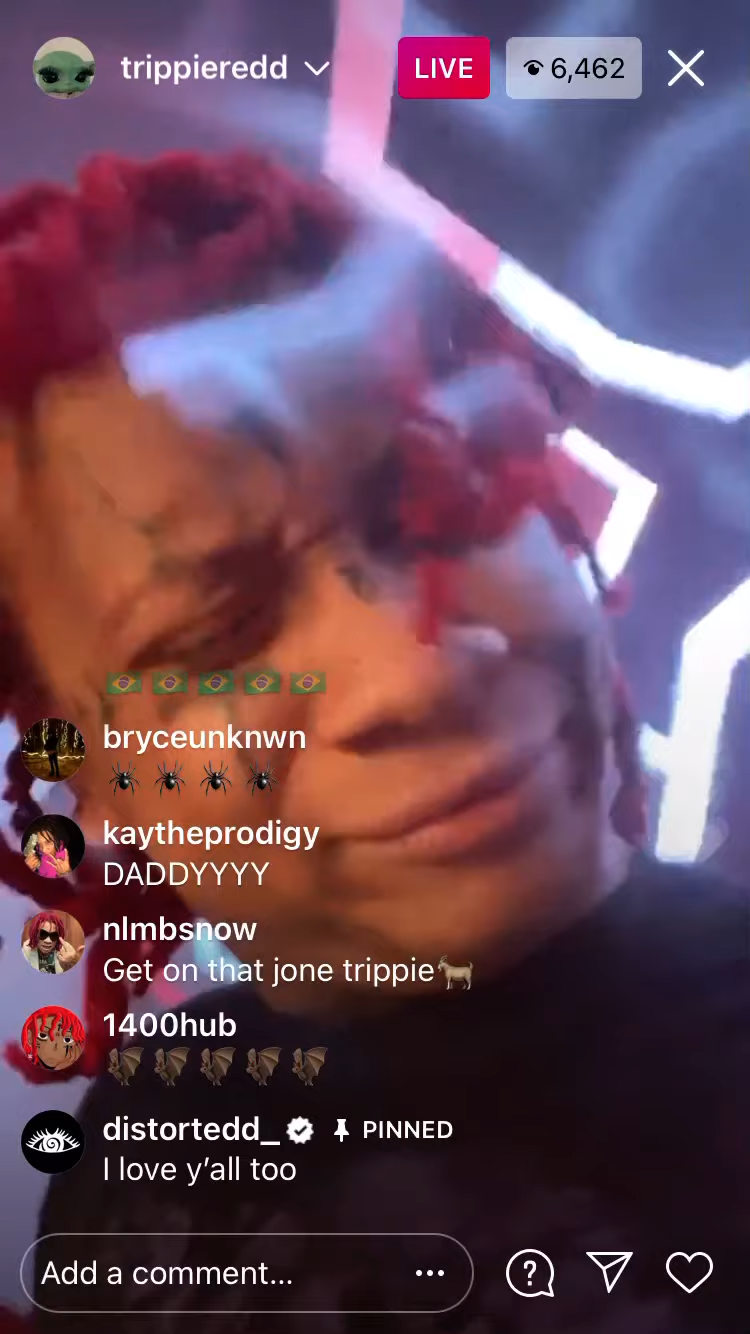 trippieredd
LIVE
6,462
🇧🇷🇧🇷🇧🇷🇧🇷🇧🇷
bryceunknwn
🕷🕷🕷🕷
kaytheprodigy
DADDYYYY
nlmbsnow
Get on that jone trippie🐐
1400hub
🦇🦇🦇🦇🦇
distortedd_ PINNED
I love y’all too
Add a comment...